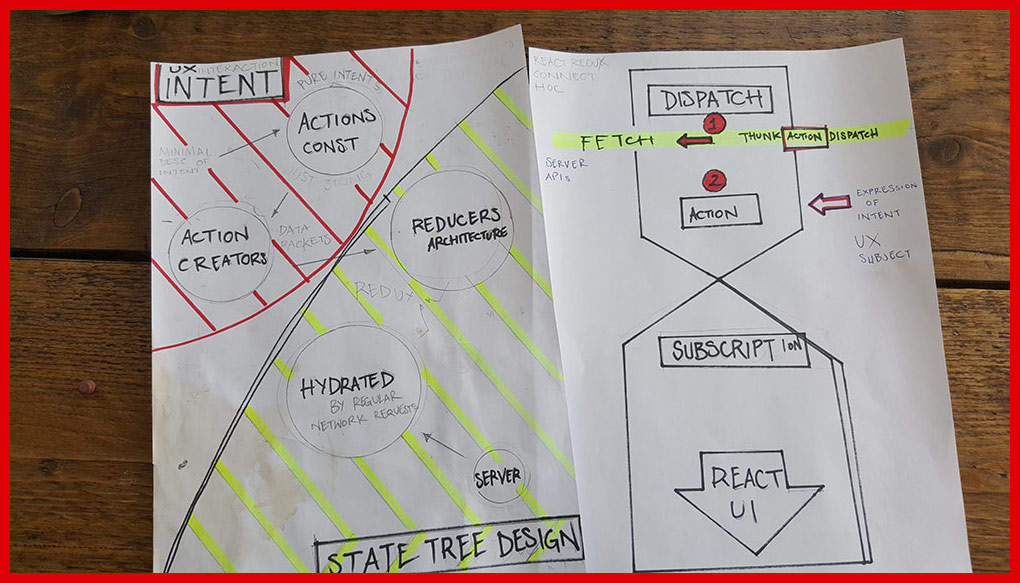 UX INTERACTION
INTENT
PURE INTENTS
ACTIONS
CONST
JUST STRING
MINIMAL
DESC OF
INTENT
ACTION
CREATORS
DATA
PACKETS
REDUCERS
ARCHITECTURE
REDUX
HYDRATED
BY REGULAR
NETWORK REQUESTS
SERVER
STATE TREE DESIGN
REACT REDUX
CONNECT
HOC
DISPATCH
1
FETCH
THUNK ACTION DISPATCH
SERVER
APIs
2
ACTION
EXPRESSION
OF
INTENT
UX
SUBJECT
SUBSCRIPTION
REACT
UI